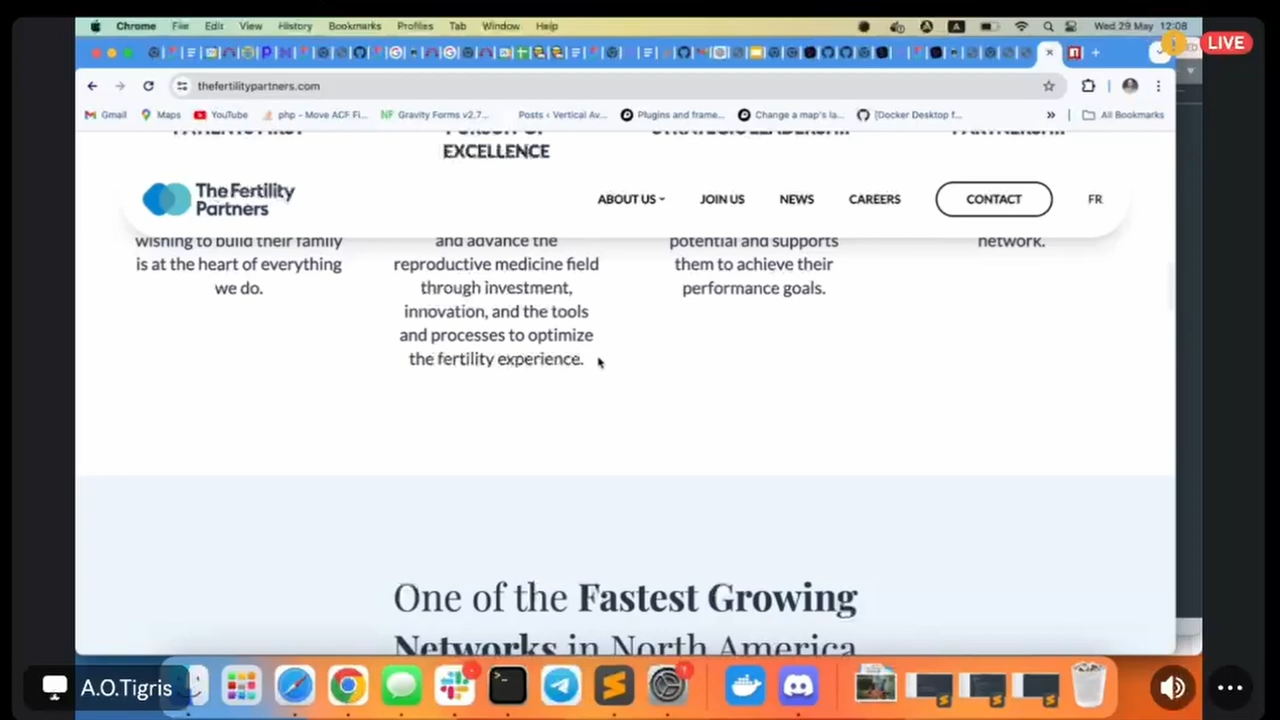 Chrome File Edit View History Bookmarks Profiles Tab Window Help Wed 29 May 12:08
LIVE
thefertilitypartners.com
Gmail Maps YouTube php - Move ACF Fi... Gravity Forms v2.7... Posts ‹ Vertical Av... Plugins and frame... Change a map's la... [Docker Desktop f... » All Bookmarks
EXCELLENCE
The Fertility
Partners
ABOUT US JOIN US NEWS CAREERS CONTACT FR
wishing to build their family
is at the heart of everything
we do.
and advance the
reproductive medicine field
through investment,
innovation, and the tools
and processes to optimize
the fertility experience.
potential and supports
them to achieve their
performance goals.
network.
One of the Fastest Growing
Networks in North America
A.O.Tigris